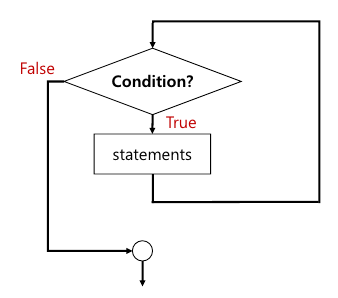 False
Condition?
True
statements